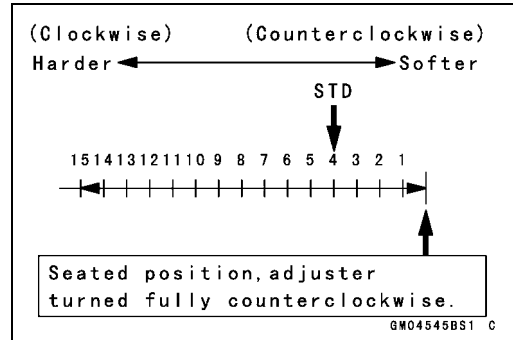 (Clockwise) (Counterclockwise)
Harder Softer
STD
15 14 13 12 11 10 9 8 7 6 5 4 3 2 1
Seated position, adjuster
turned fully counterclockwise.
GM04545BS1 C